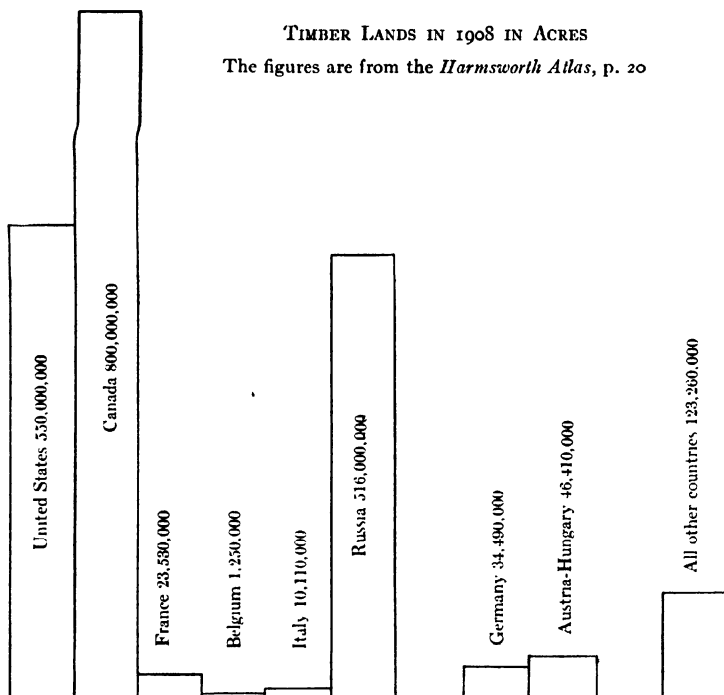 TIMBER LANDS IN 1908 IN ACRES
The figures are from the Harmsworth Atlas, p. 20
United States 550,000,000
Canada 800,000,000
France 23,530,000
Belgium 1,250,000
Italy 10,110,000
Russia 516,000,000
Germany 34,490,000
Austria-Hungary 46,410,000
All other countries 123,260,000